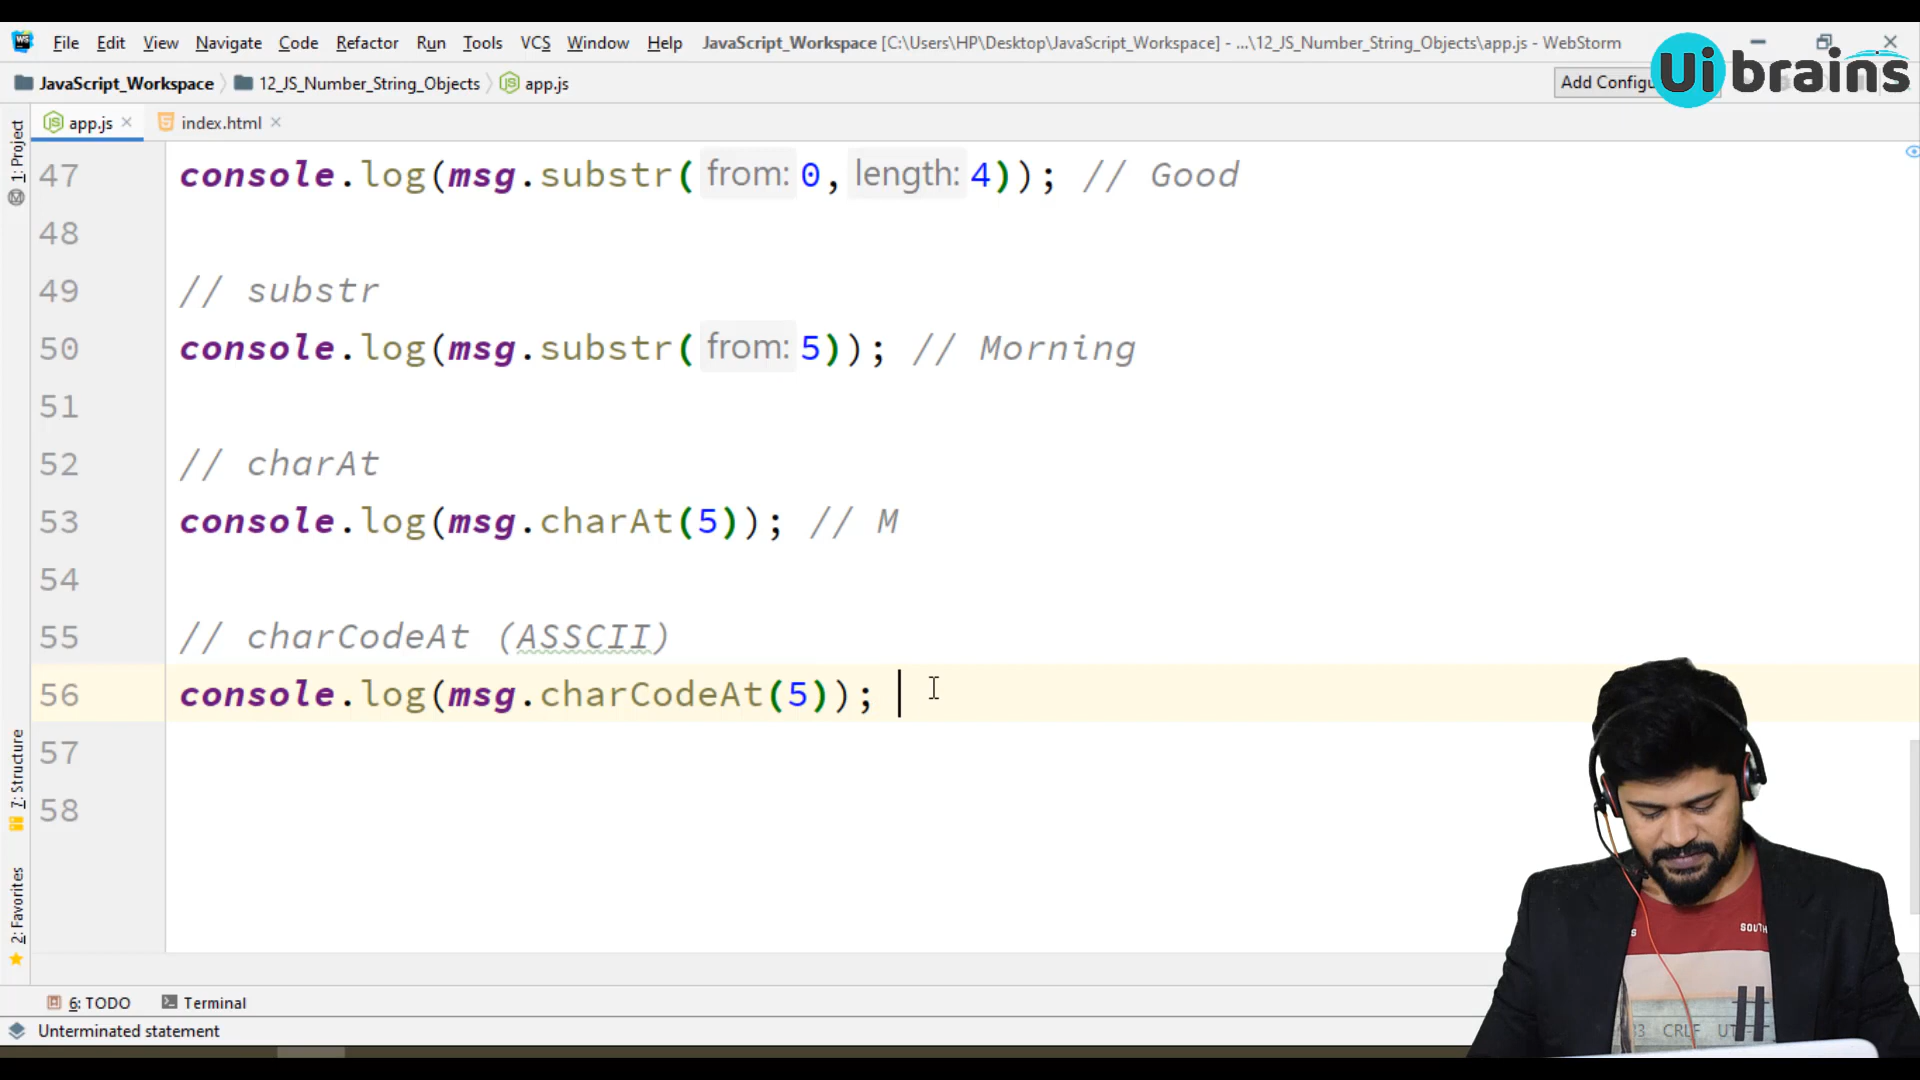 File Edit View Navigate Code Refactor Run Tools VCS Window Help JavaScript_Workspace [C:\Users\HP\Desktop\JavaScript_Workspace] - ...\12_JS_Number_String_Objects\app.js - WebStorm
Ui brains
JavaScript_Workspace 12_JS_Number_String_Objects app.js Add Configu
app.js index.html
1: Project
47 console.log(msg.substr( from: 0, length: 4)); // Good
48
49 // substr
50 console.log(msg.substr( from: 5)); // Morning
51
52 // charAt
53 console.log(msg.charAt(5)); // M
54
55 // charCodeAt (ASSCII)
56 console.log(msg.charCodeAt(5));
57
58
7: Structure
2: Favorites
SOUTH
6: TODO Terminal
Unterminated statement
CRLF